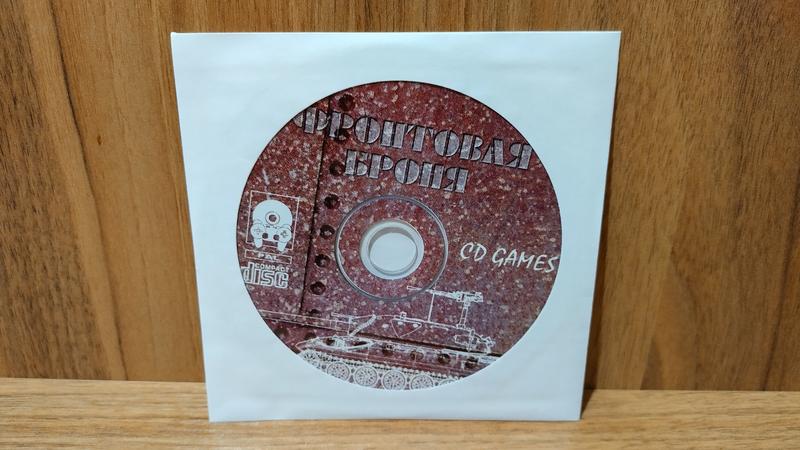 ФРОНТОВАЯ
БРОНЯ
CD GAMES
PAL
COMPACT
disc